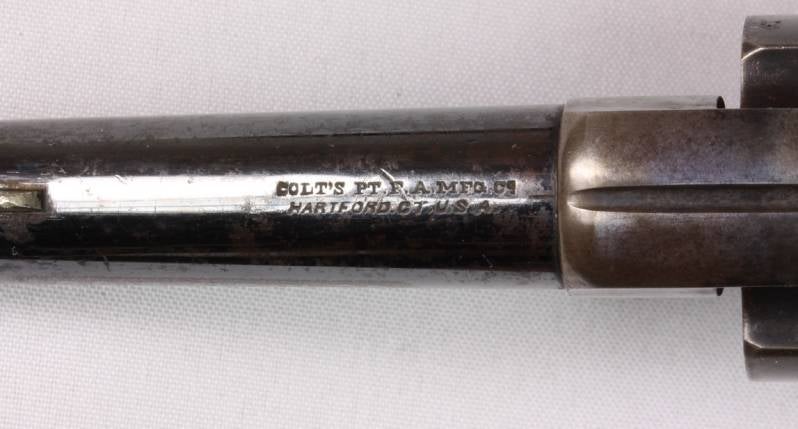 COLT'S PT. F. A. MFG. Co
HARTFORD. CT. U.S.A.